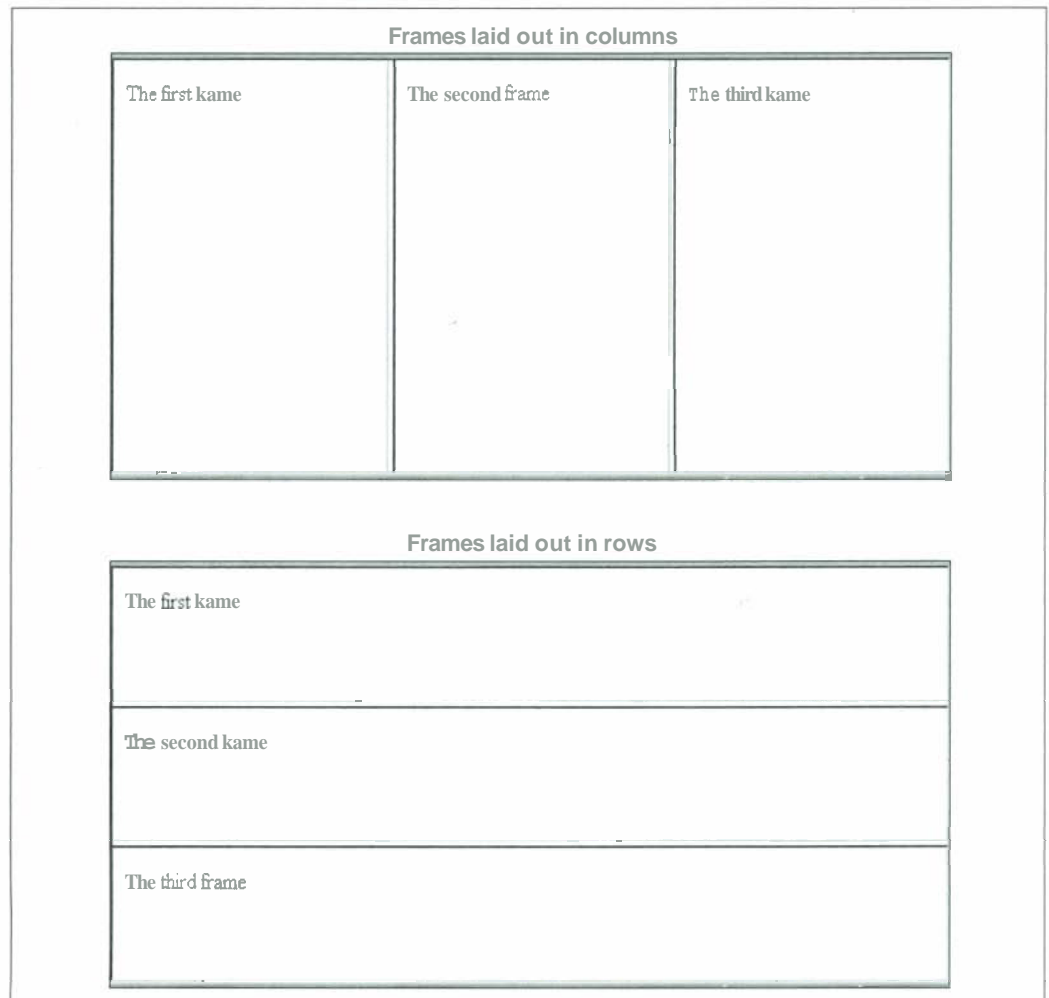 Frames laid out in columns
The first kame
The second frame
The third kame
Frames laid out in rows
The first kame
The second kame
The third frame